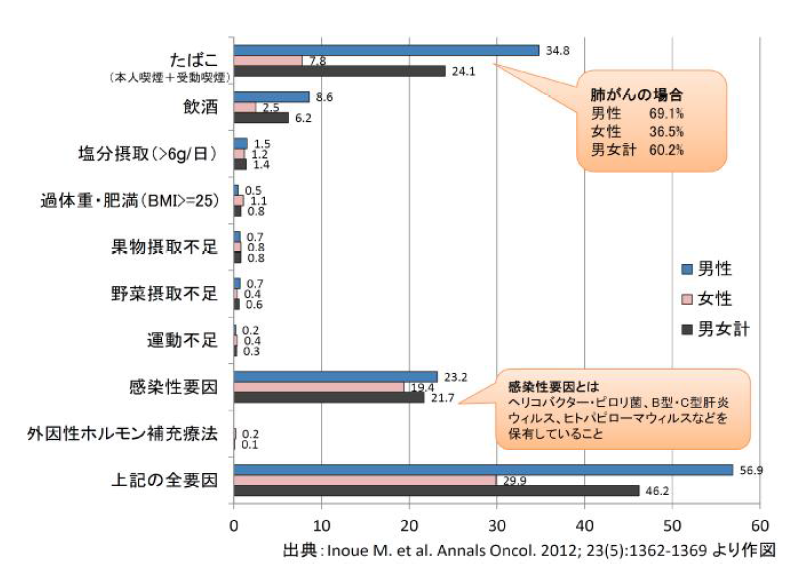 たばこ
(本人喫煙+受動喫煙)
34.8
7.8
24.1
飲酒
8.6
2.5
6.2
塩分摂取(>6g/日)
1.5
1.2
1.4
過体重・肥満(BMI>=25)
0.5
1.1
0.8
果物摂取不足
0.7
0.8
0.8
野菜摂取不足
0.7
0.4
0.6
運動不足
0.2
0.4
0.3
感染性要因
23.2
19.4
21.7
外因性ホルモン補充療法
0.2
0.1
上記の全要因
56.9
29.9
46.2
肺がんの場合
男性 69.1%
女性 36.5%
男女計 60.2%
男性
女性
男女計
感染性要因とは
ヘリコバクター・ピロリ菌、B型・C型肝炎
ウィルス、ヒトパピローマウィルスなどを
保有していること
0 10 20 30 40 50 60
出典:Inoue M. et al. Annals Oncol. 2012; 23(5):1362-1369 より作図